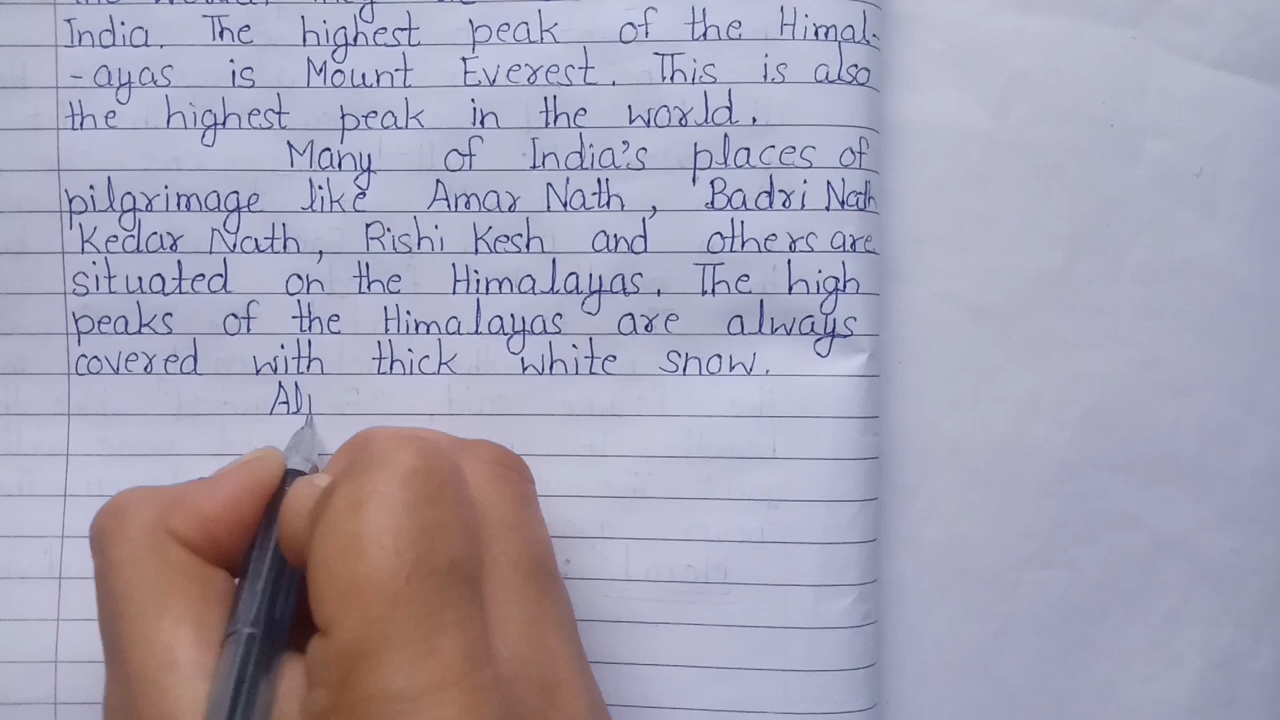 India. The highest peak of the Himal-
-ayas is Mount Everest. This is also
the highest peak in the world.
Many of India's places of
pilgrimage like Amar Nath, Badri Nath
Kedar Nath, Rishi Kesh and others are
situated on the Himalayas. The high
peaks of the Himalayas are always
covered with thick white snow.